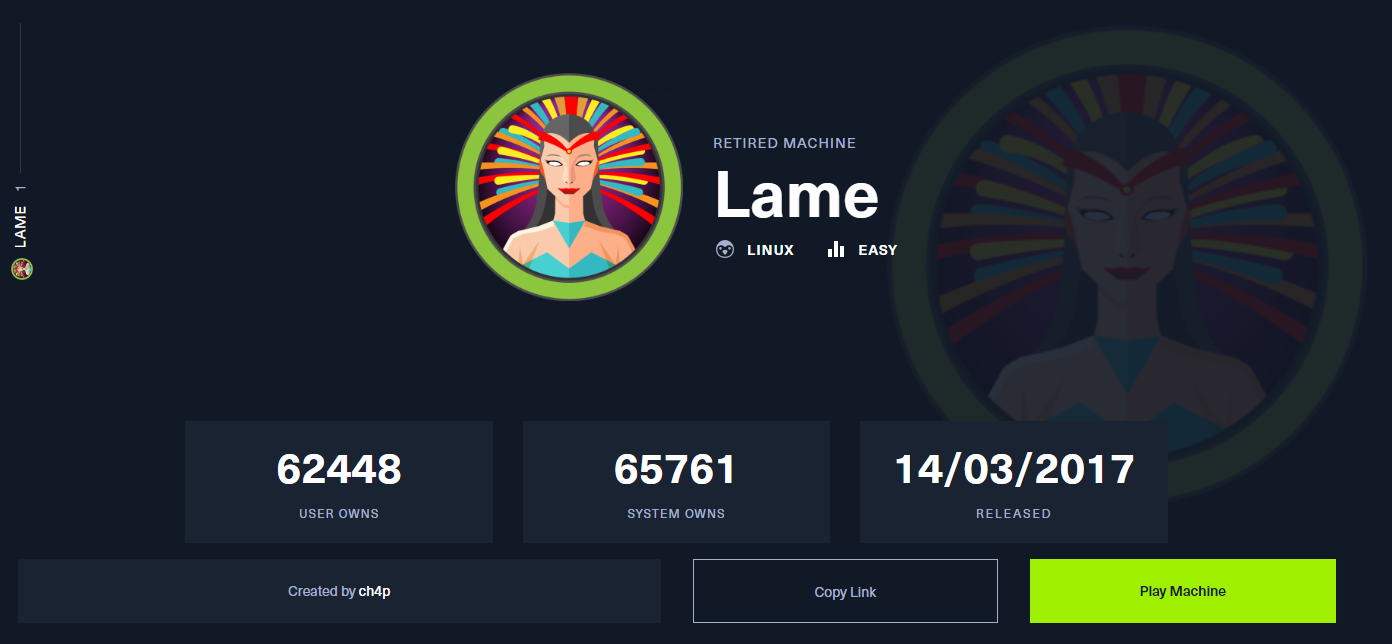 LAME 1
RETIRED MACHINE
Lame
LINUX EASY
62448
USER OWNS
65761
SYSTEM OWNS
14/03/2017
RELEASED
Created by ch4p
Copy Link
Play Machine